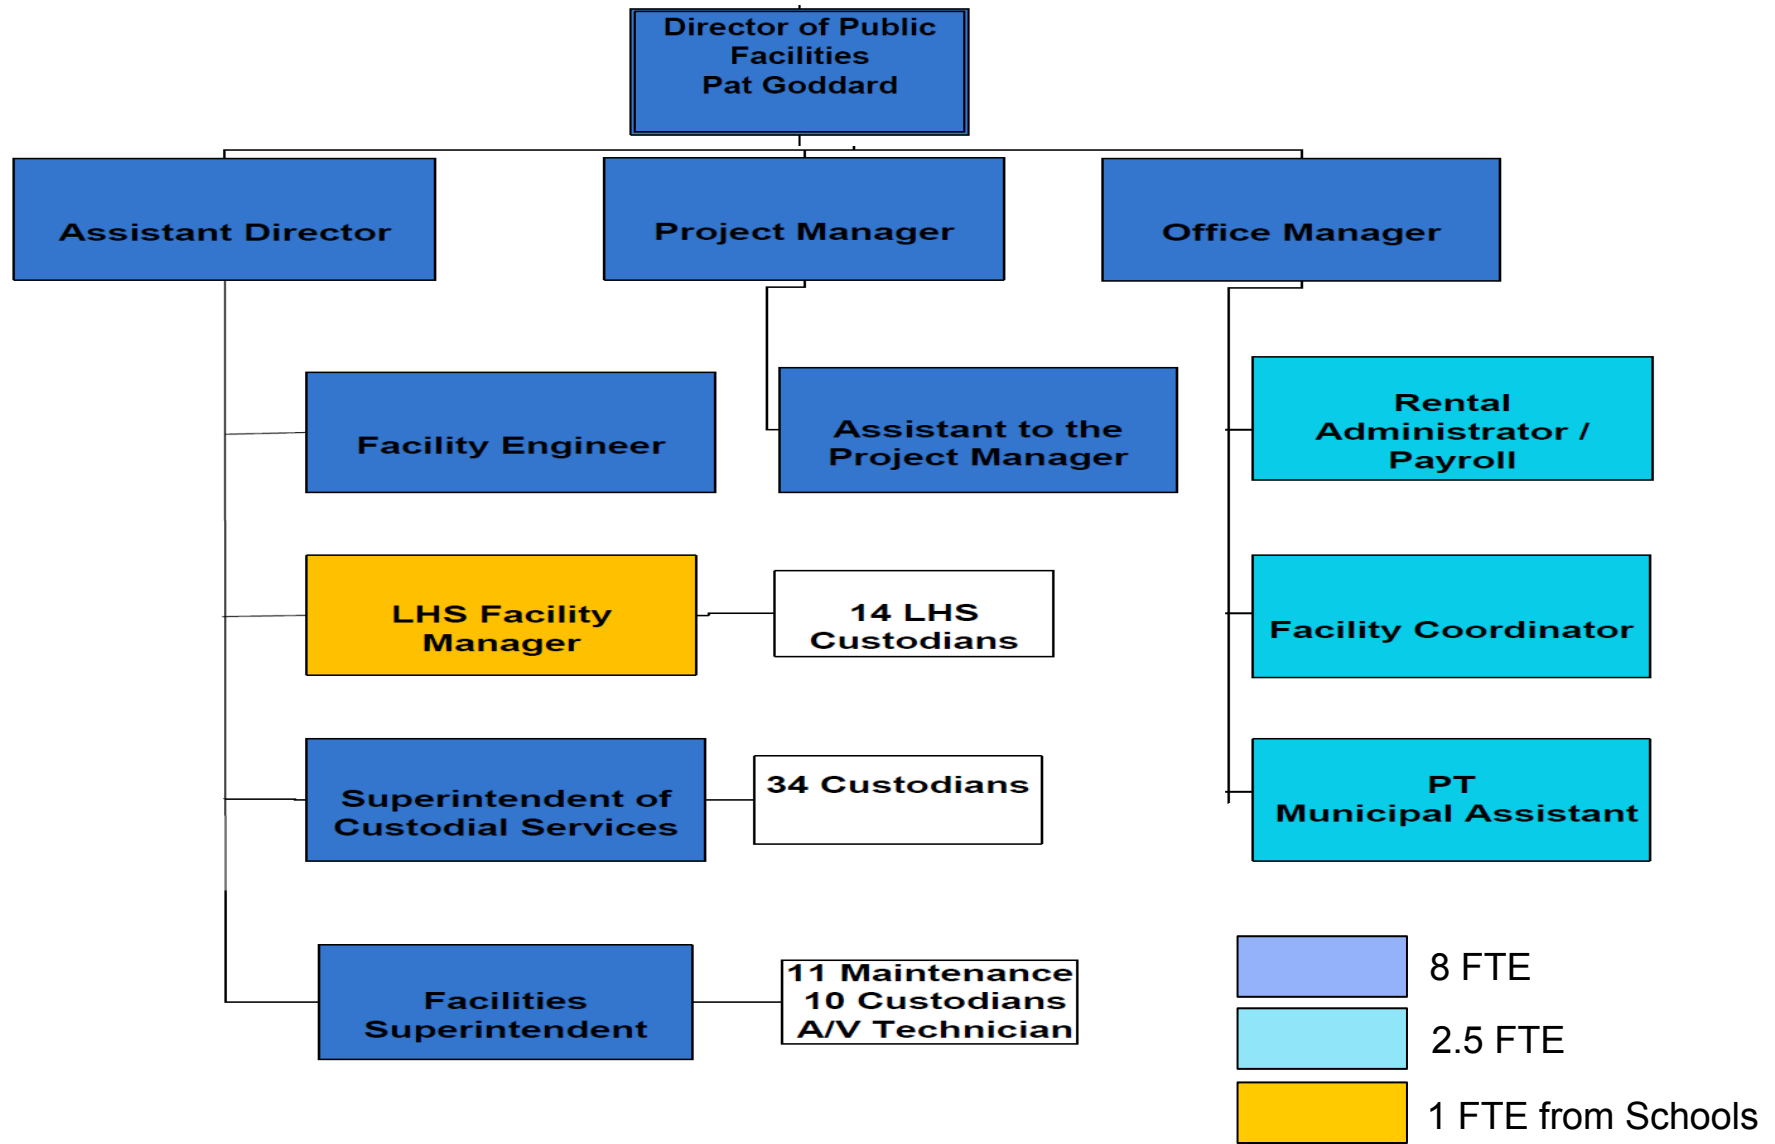 Director of Public
Facilities
Pat Goddard
Assistant Director
Project Manager
Office Manager
Facility Engineer
Assistant to the
Project Manager
Rental
Administrator /
Payroll
LHS Facility
Manager
14 LHS
Custodians
Facility Coordinator
Superintendent of
Custodial Services
34 Custodians
PT
Municipal Assistant
Facilities
Superintendent
11 Maintenance
10 Custodians
A/V Technician
8 FTE
2.5 FTE
1 FTE from Schools